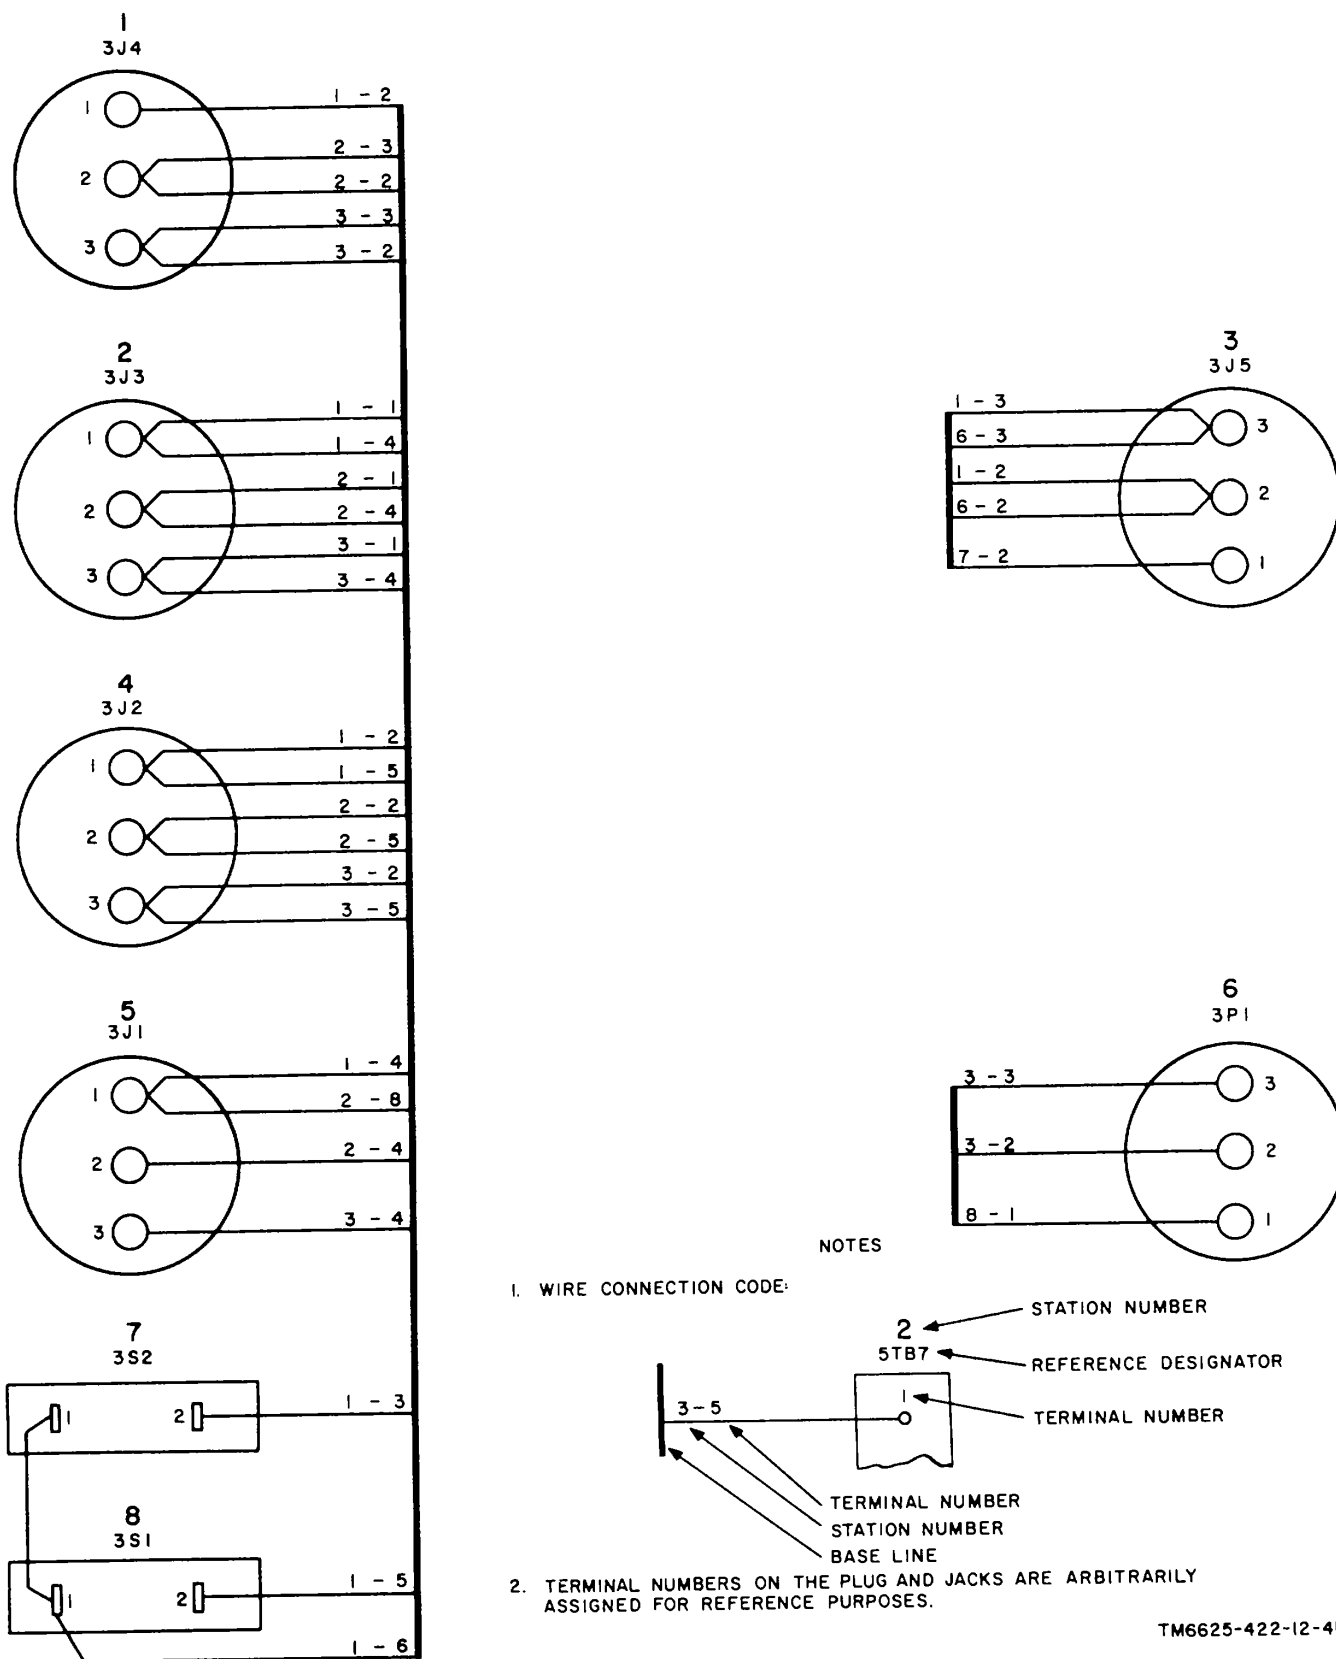 1
3J4
1
1 - 2
2
2 - 3
2 - 2
3
3 - 3
3 - 2
2
3J3
1
1 - 1
1 - 4
2
2 - 1
2 - 4
3
3 - 1
3 - 4
3
3J5
1 - 3
6 - 3
3
1 - 2
6 - 2
2
7 - 2
1
4
3J2
1
1 - 2
1 - 5
2
2 - 2
2 - 5
3
3 - 2
3 - 5
5
3J1
1
1 - 4
2 - 8
2
2 - 4
3
3 - 4
6
3P1
3 - 3
3
3 - 2
2
8 - 1
1
7
3S2
1
2
1 - 3
8
3S1
1
2
1 - 5
1 - 6
NOTES
1. WIRE CONNECTION CODE:
2
STATION NUMBER
5TB7
REFERENCE DESIGNATOR
1
TERMINAL NUMBER
3-5
TERMINAL NUMBER
STATION NUMBER
BASE LINE
2. TERMINAL NUMBERS ON THE PLUG AND JACKS ARE ARBITRARILY
ASSIGNED FOR REFERENCE PURPOSES.